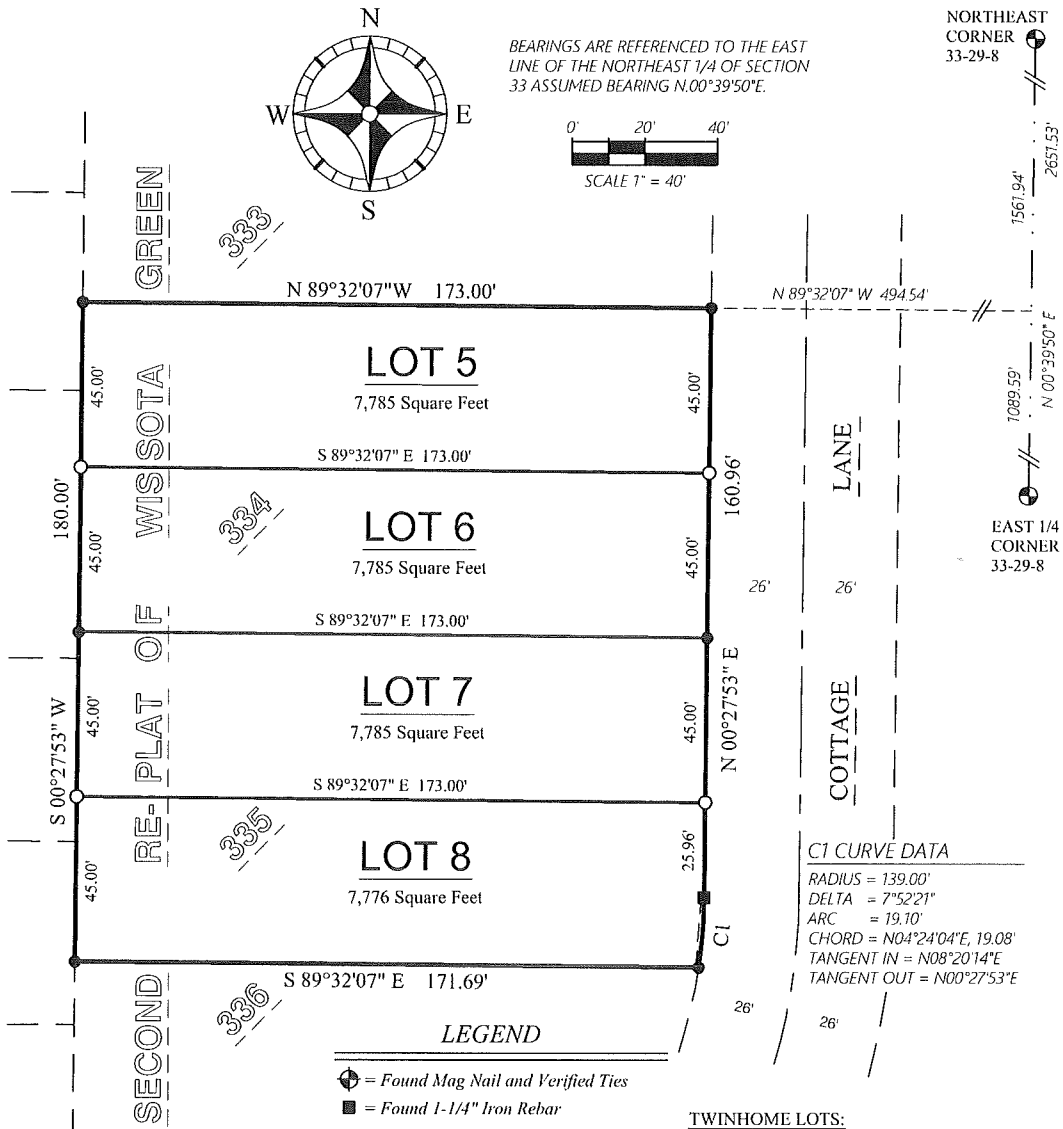 N
W
E
S
BEARINGS ARE REFERENCED TO THE EAST
LINE OF THE NORTHEAST 1/4 OF SECTION
33 ASSUMED BEARING N.00°39'50"E.
0' 20' 40'
SCALE 1" = 40'
NORTHEAST
CORNER
33-29-8
1561.94'
2651.53'
1089.59'
N 00°39'50" E
EAST 1/4
CORNER
33-29-8
SECOND RE-PLAT OF WISSOTA GREEN
333
334
335
336
N 89°32'07"W 173.00'
N 89°32'07" W 494.54'
LOT 5
7,785 Square Feet
45.00'
45.00'
S 89°32'07" E 173.00'
180.00'
160.96'
LOT 6
7,785 Square Feet
45.00'
45.00'
S 89°32'07" E 173.00'
LOT 7
7,785 Square Feet
45.00'
45.00'
S 00°27'53" W
N 00°27'53" E
S 89°32'07" E 173.00'
LOT 8
7,776 Square Feet
45.00'
25.96'
C1
S 89°32'07" E 171.69'
26'
26'
COTTAGE LANE
26'
26'
C1 CURVE DATA
RADIUS = 139.00'
DELTA = 7°52'21"
ARC = 19.10'
CHORD = N04°24'04"E, 19.08'
TANGENT IN = N08°20'14"E
TANGENT OUT = N00°27'53"E
LEGEND
= Found Mag Nail and Verified Ties
= Found 1-1/4" Iron Rebar
TWINHOME LOTS: